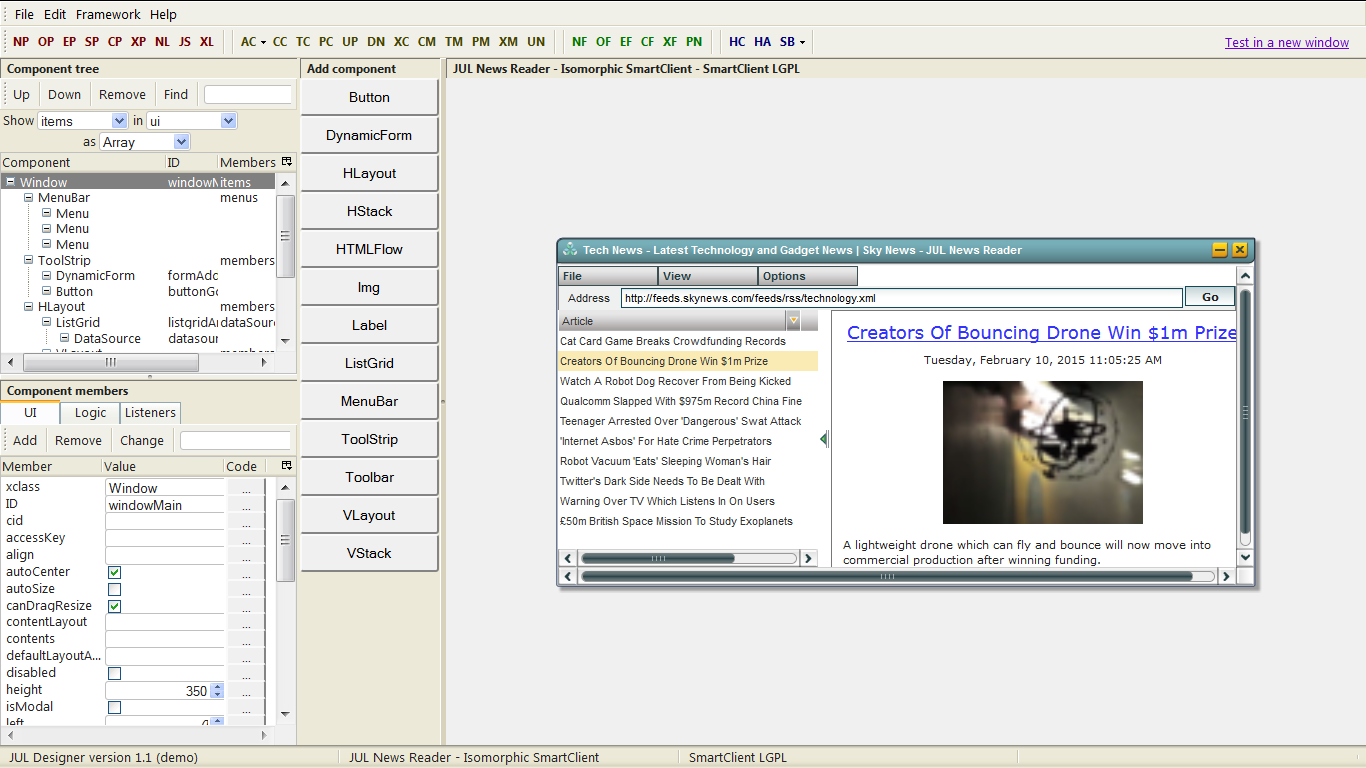 File Edit Framework Help
NP OP EP SP CP XP NL JS XL AC CC TC PC UP DN XC CM TM PM XM UN NF OF EF CF XF PN HC HA SB Test in a new window
Component tree
Up Down Remove Find
Show items in ui
as Array
Component ID Members
Window windowM items
MenuBar menus
Menu
Menu
Menu
ToolStrip members
DynamicForm formAdd
Button buttonGo
HLayout members
ListGrid listgridAr dataSour
DataSource datasour
Component members
UI Logic Listeners
Add Remove Change
Member Value Code
xclass Window ...
ID windowMain ...
cid ...
accessKey ...
align ...
autoCenter ...
autoSize ...
canDragResize ...
contentLayout ...
contents ...
defaultLayoutA... ...
disabled ...
height 350 ...
isModal ...
left
Add component
Button
DynamicForm
HLayout
HStack
HTMLFlow
Img
Label
ListGrid
MenuBar
ToolStrip
Toolbar
VLayout
VStack
JUL News Reader - Isomorphic SmartClient - SmartClient LGPL
Tech News - Latest Technology and Gadget News | Sky News - JUL News Reader
File View Options
Address http://feeds.skynews.com/feeds/rss/technology.xml Go
Article
Cat Card Game Breaks Crowdfunding Records
Creators Of Bouncing Drone Win $1m Prize
Watch A Robot Dog Recover From Being Kicked
Qualcomm Slapped With $975m Record China Fine
Teenager Arrested Over 'Dangerous' Swat Attack
'Internet Asbos' For Hate Crime Perpetrators
Robot Vacuum 'Eats' Sleeping Woman's Hair
Twitter's Dark Side Needs To Be Dealt With
Warning Over TV Which Listens In On Users
£50m British Space Mission To Study Exoplanets
Creators Of Bouncing Drone Win $1m Prize
Tuesday, February 10, 2015 11:05:25 AM
A lightweight drone which can fly and bounce will now move into
commercial production after winning funding.
JUL Designer version 1.1 (demo) JUL News Reader - Isomorphic SmartClient SmartClient LGPL